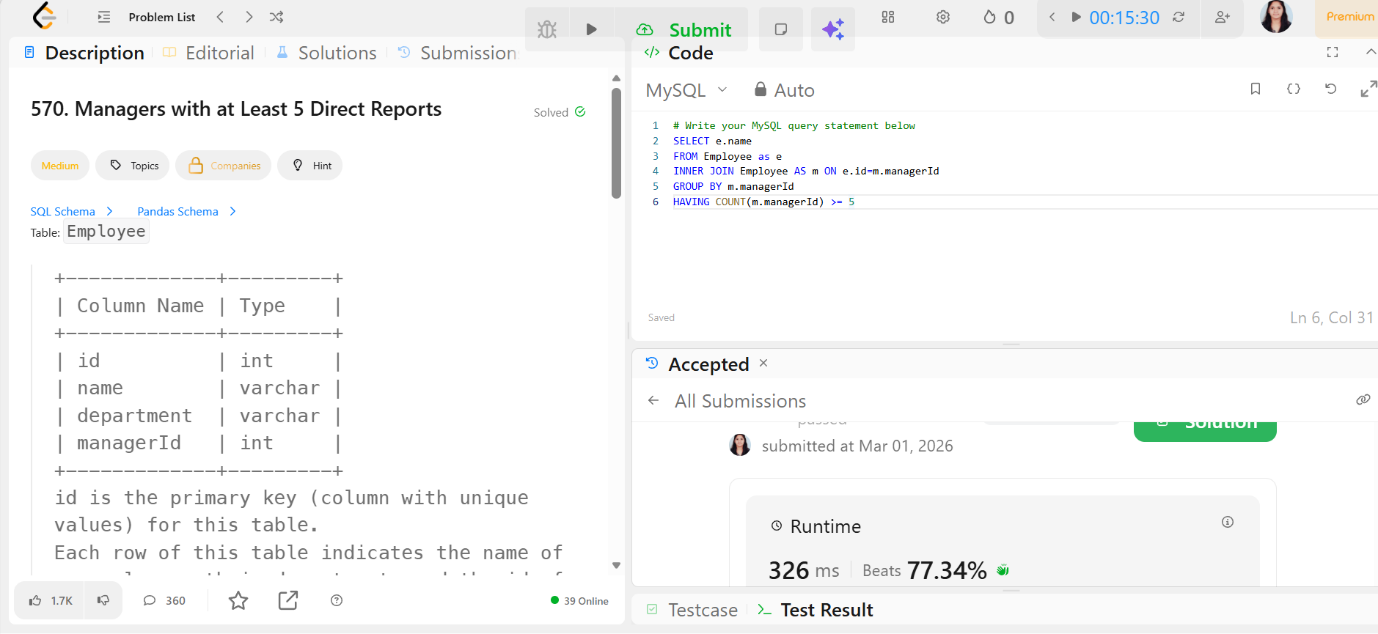 Problem List
Submit
0
00:15:30
Premium
Description
Editorial
Solutions
Submission
570. Managers with at Least 5 Direct Reports
Solved
Medium
Topics
Companies
Hint
SQL Schema
Pandas Schema
Table: Employee
+-------------+---------+
| Column Name | Type    |
+-------------+---------+
| id          | int     |
| name        | varchar |
| department  | varchar |
| managerId   | int     |
+-------------+---------+
id is the primary key (column with unique
values) for this table.
Each row of this table indicates the name of
1.7K
360
39 Online
</> Code
MySQL
Auto
1 # Write your MySQL query statement below
2 SELECT e.name
3 FROM Employee as e
4 INNER JOIN Employee AS m ON e.id=m.managerId
5 GROUP BY m.managerId
6 HAVING COUNT(m.managerId) >= 5
Saved
Ln 6, Col 31
Accepted
All Submissions
passed
Solution
submitted at Mar 01, 2026
Runtime
326 ms
Beats 77.34%
Testcase
Test Result